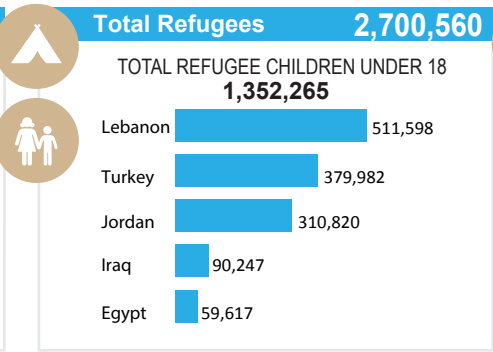 Total Refugees 2,700,560
TOTAL REFUGEE CHILDREN UNDER 18
1,352,265
Lebanon 511,598
Turkey 379,982
Jordan 310,820
Iraq 90,247
Egypt 59,617